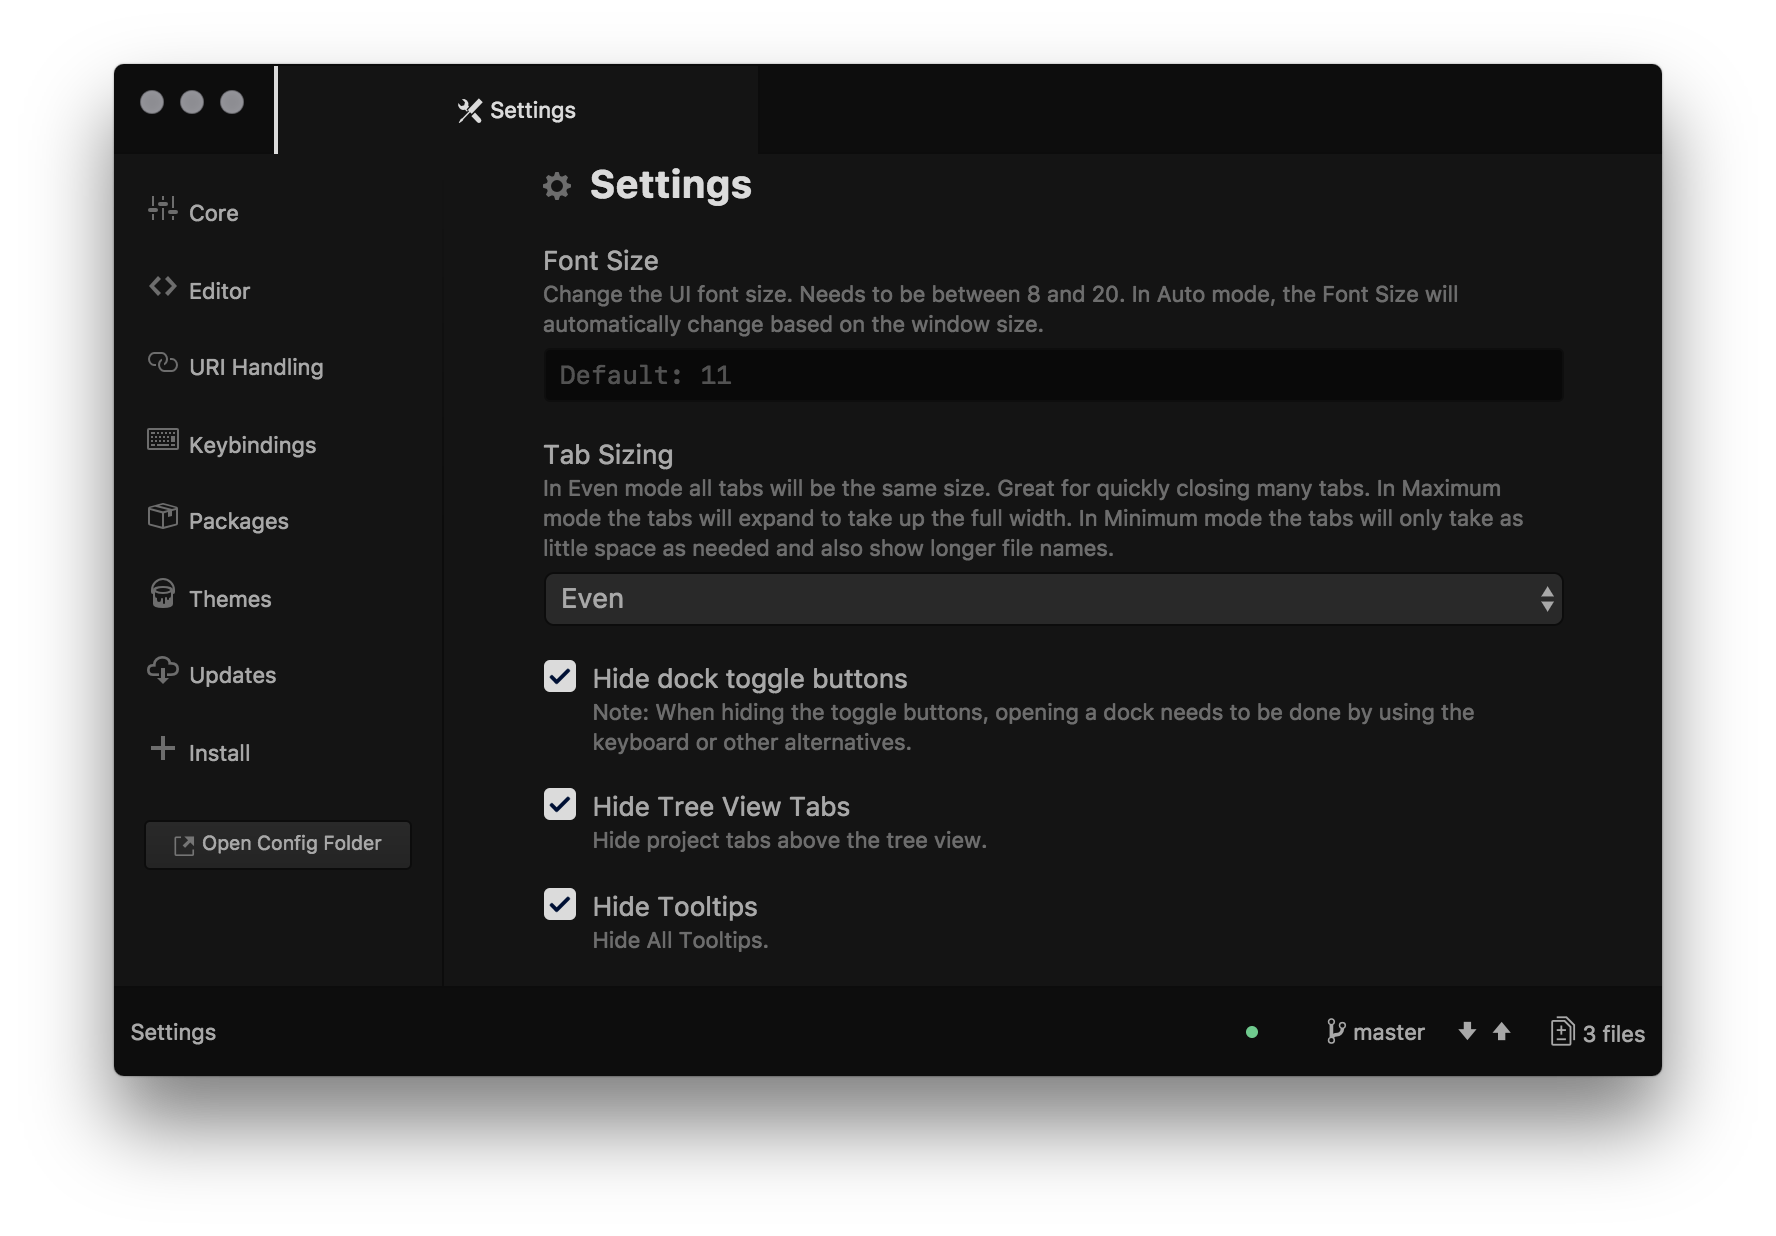 Settings
Core
Editor
URI Handling
Keybindings
Packages
Themes
Updates
Install
Open Config Folder
Settings
Font Size
Change the UI font size. Needs to be between 8 and 20. In Auto mode, the Font Size will
automatically change based on the window size.
Default: 11
Tab Sizing
In Even mode all tabs will be the same size. Great for quickly closing many tabs. In Maximum
mode the tabs will expand to take up the full width. In Minimum mode the tabs will only take as
little space as needed and also show longer file names.
Even
Hide dock toggle buttons
Note: When hiding the toggle buttons, opening a dock needs to be done by using the
keyboard or other alternatives.
Hide Tree View Tabs
Hide project tabs above the tree view.
Hide Tooltips
Hide All Tooltips.
Settings
master
3 files